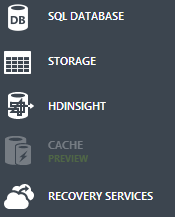 DB
SQL DATABASE
STORAGE
HDINSIGHT
CACHE
PREVIEW
RECOVERY SERVICES